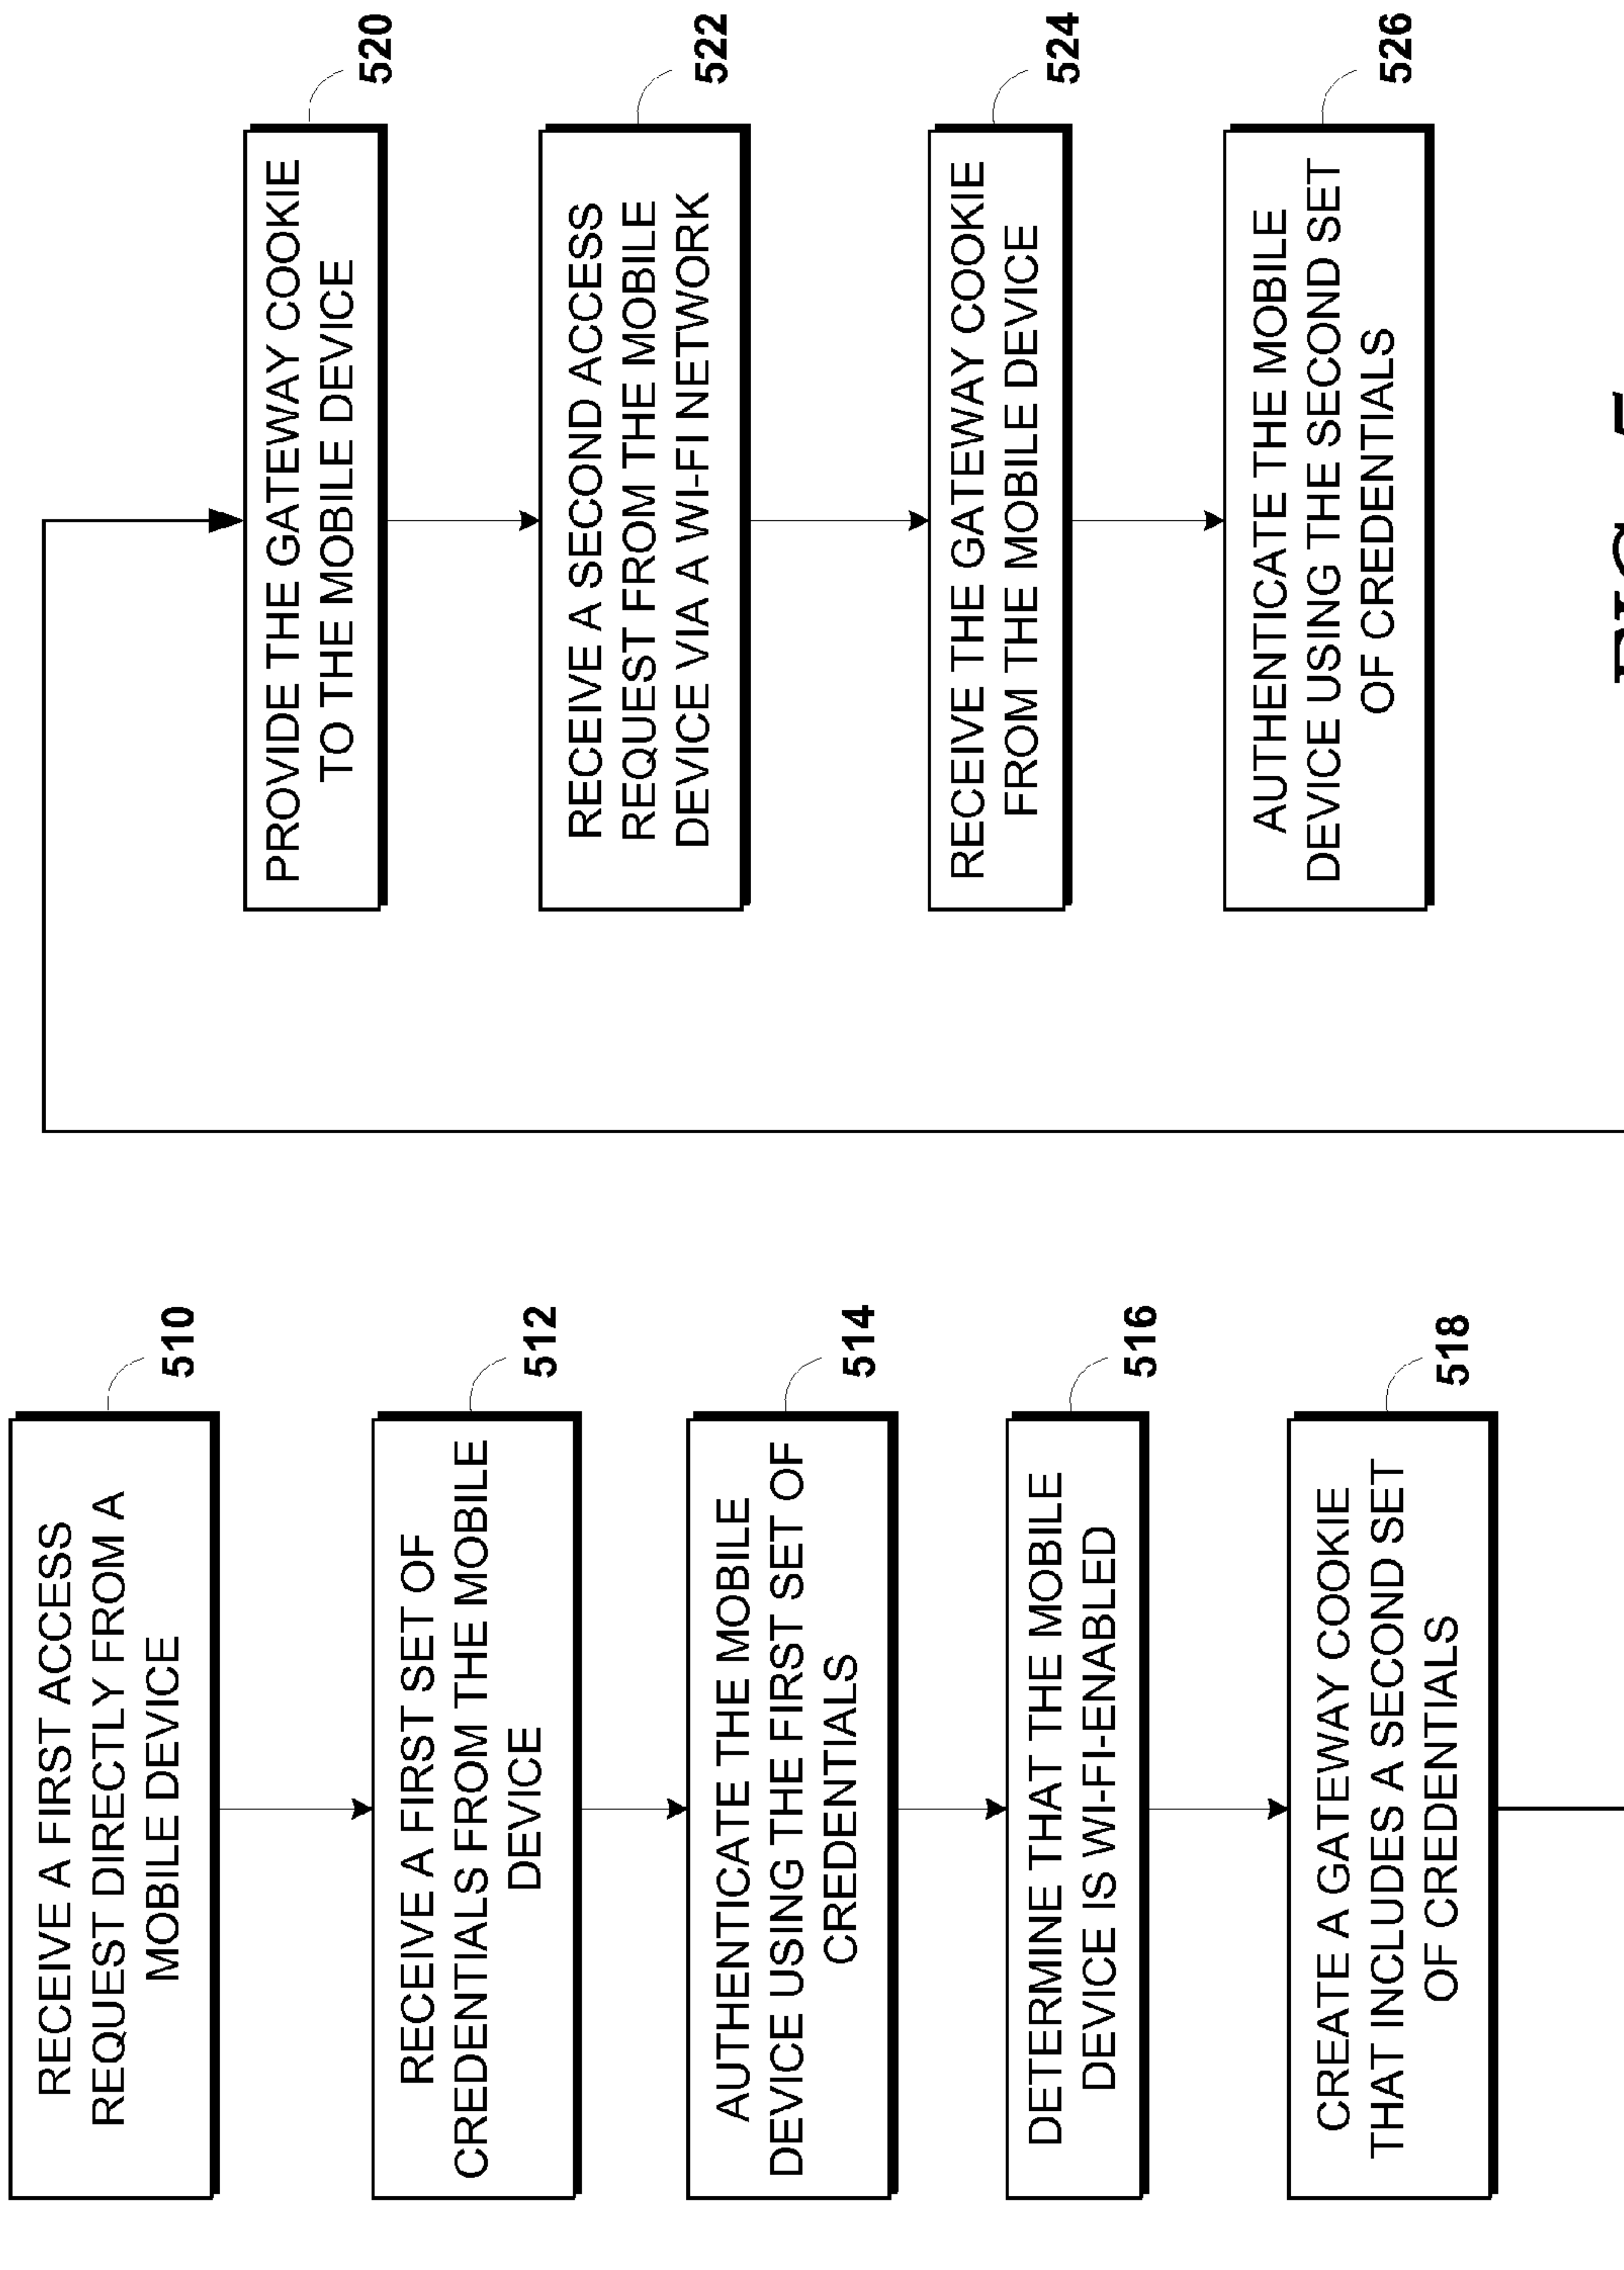 RECEIVE A FIRST ACCESS
REQUEST DIRECTLY FROM A
MOBILE DEVICE
510
RECEIVE A FIRST SET OF
CREDENTIALS FROM THE MOBILE
DEVICE
512
AUTHENTICATE THE MOBILE
DEVICE USING THE FIRST SET OF
CREDENTIALS
514
DETERMINE THAT THE MOBILE
DEVICE IS WI-FI-ENABLED
516
CREATE A GATEWAY COOKIE
THAT INCLUDES A SECOND SET
OF CREDENTIALS
518
PROVIDE THE GATEWAY COOKIE
TO THE MOBILE DEVICE
520
RECEIVE A SECOND ACCESS
REQUEST FROM THE MOBILE
DEVICE VIA A WI-FI NETWORK
522
RECEIVE THE GATEWAY COOKIE
FROM THE MOBILE DEVICE
524
AUTHENTICATE THE MOBILE
DEVICE USING THE SECOND SET
OF CREDENTIALS
526